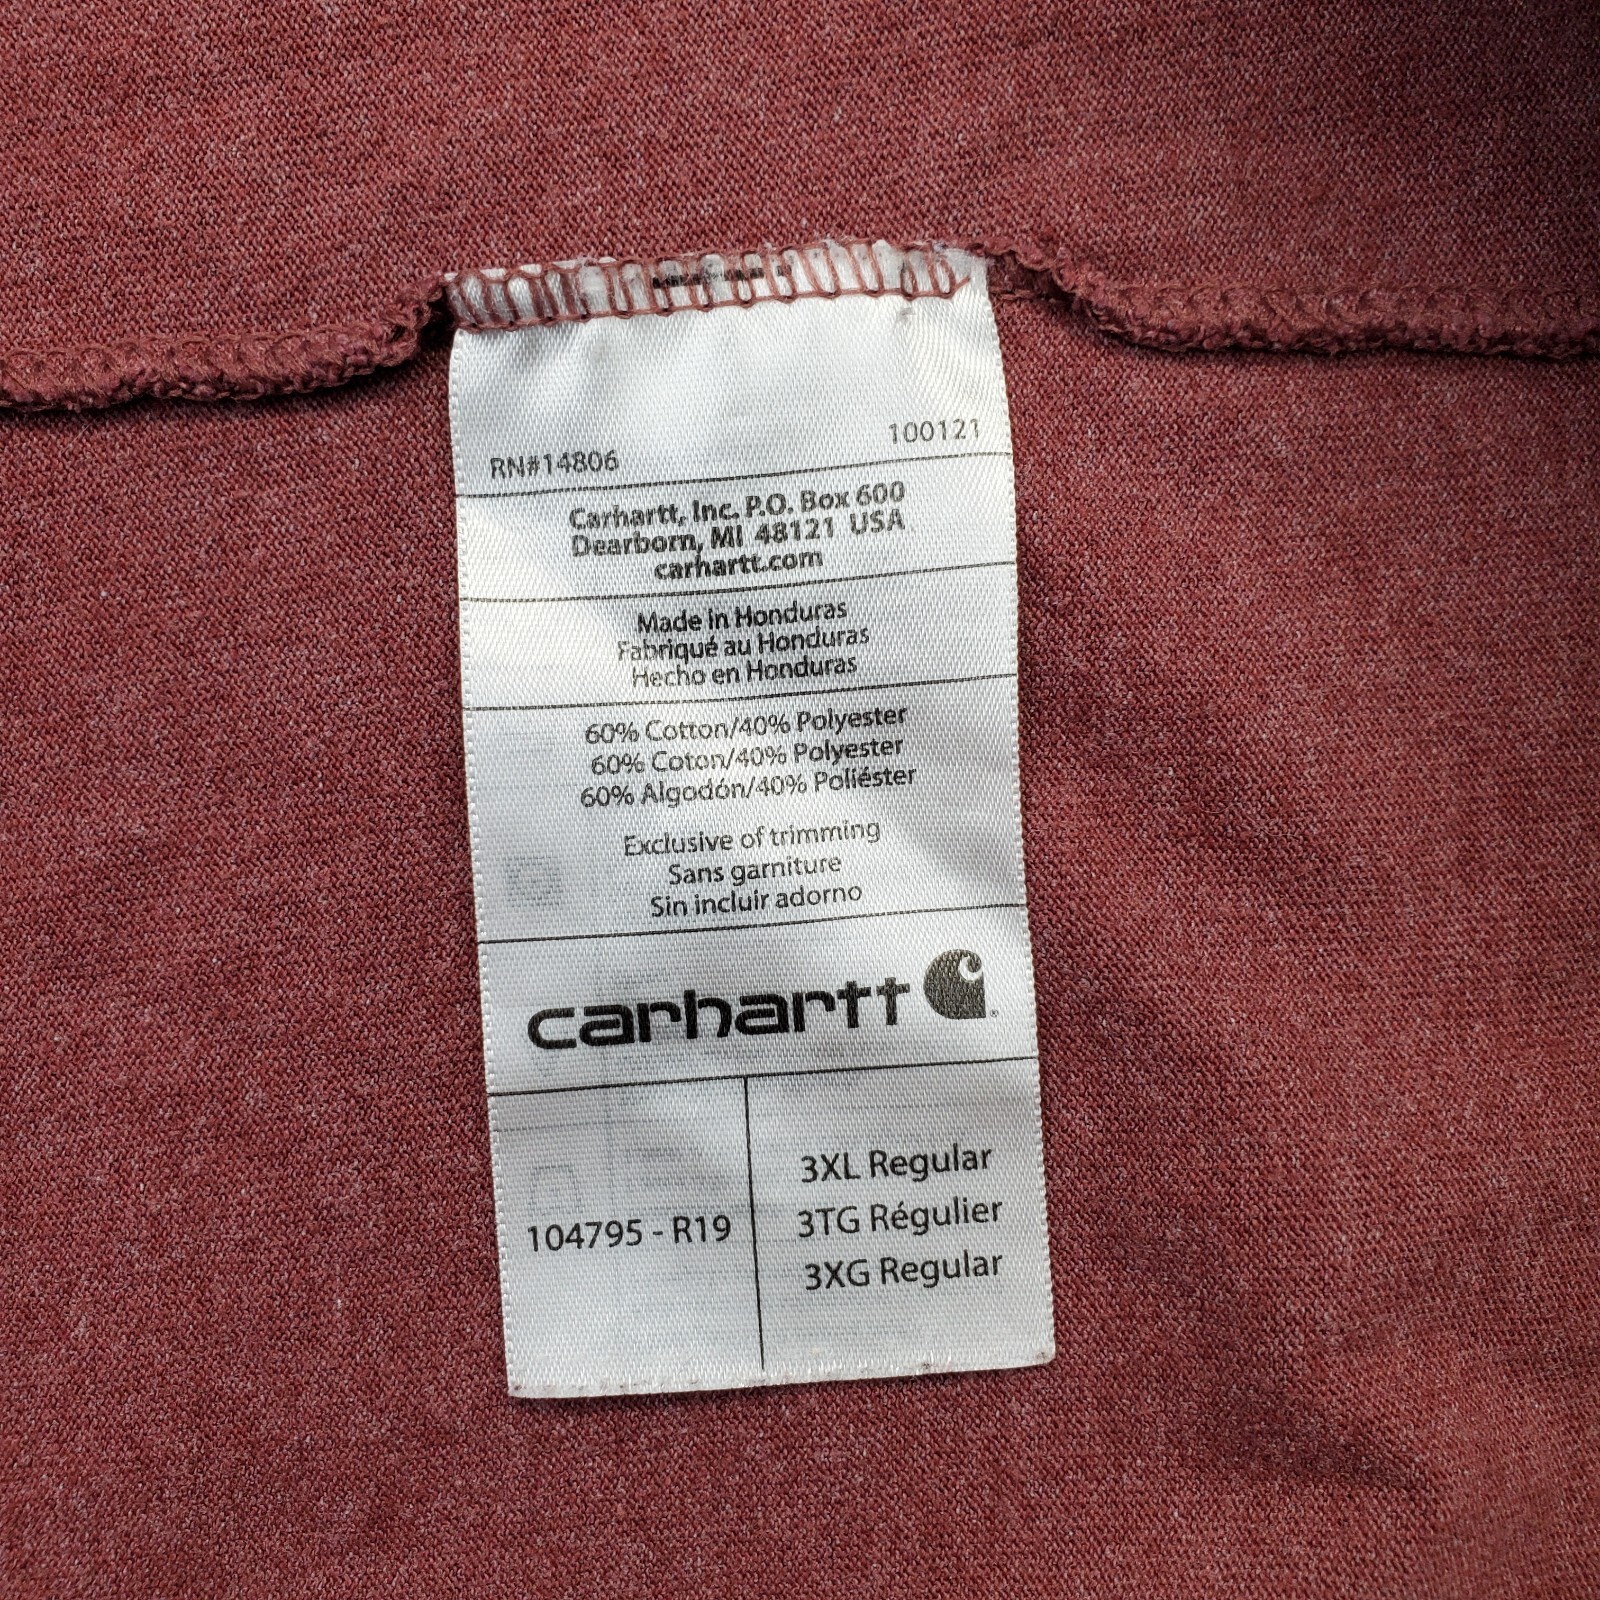 RN#14806 100121
Carhartt, Inc. P.O. Box 600
Dearborn, MI 48121 USA
carhartt.com
Made in Honduras
Fabriqué au Honduras
Hecho en Honduras
60% Cotton/40% Polyester
60% Coton/40% Polyester
60% Algodón/40% Poliéster
Exclusive of trimming
Sans garniture
Sin incluir adorno
carhartt
104795 - R19
3XL Regular
3TG Régulier
3XG Regular